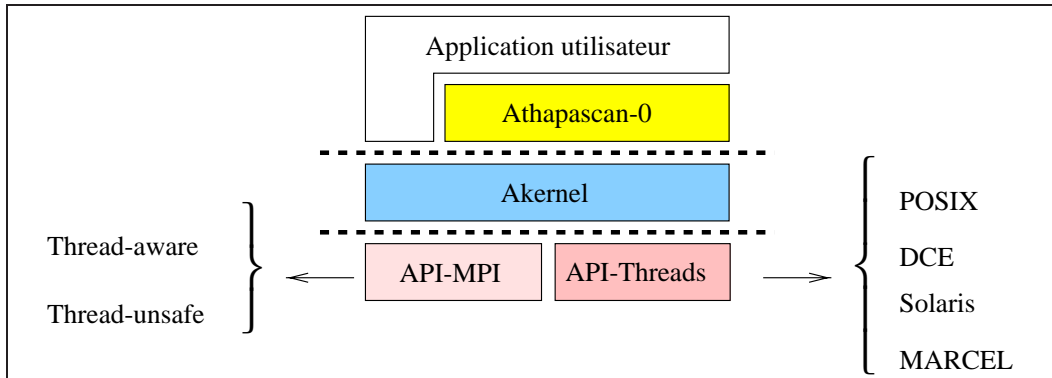 Application utilisateur
Athapascan-0
Akernel
API-MPI
API-Threads
Thread-aware
Thread-unsafe
POSIX
DCE
Solaris
MARCEL